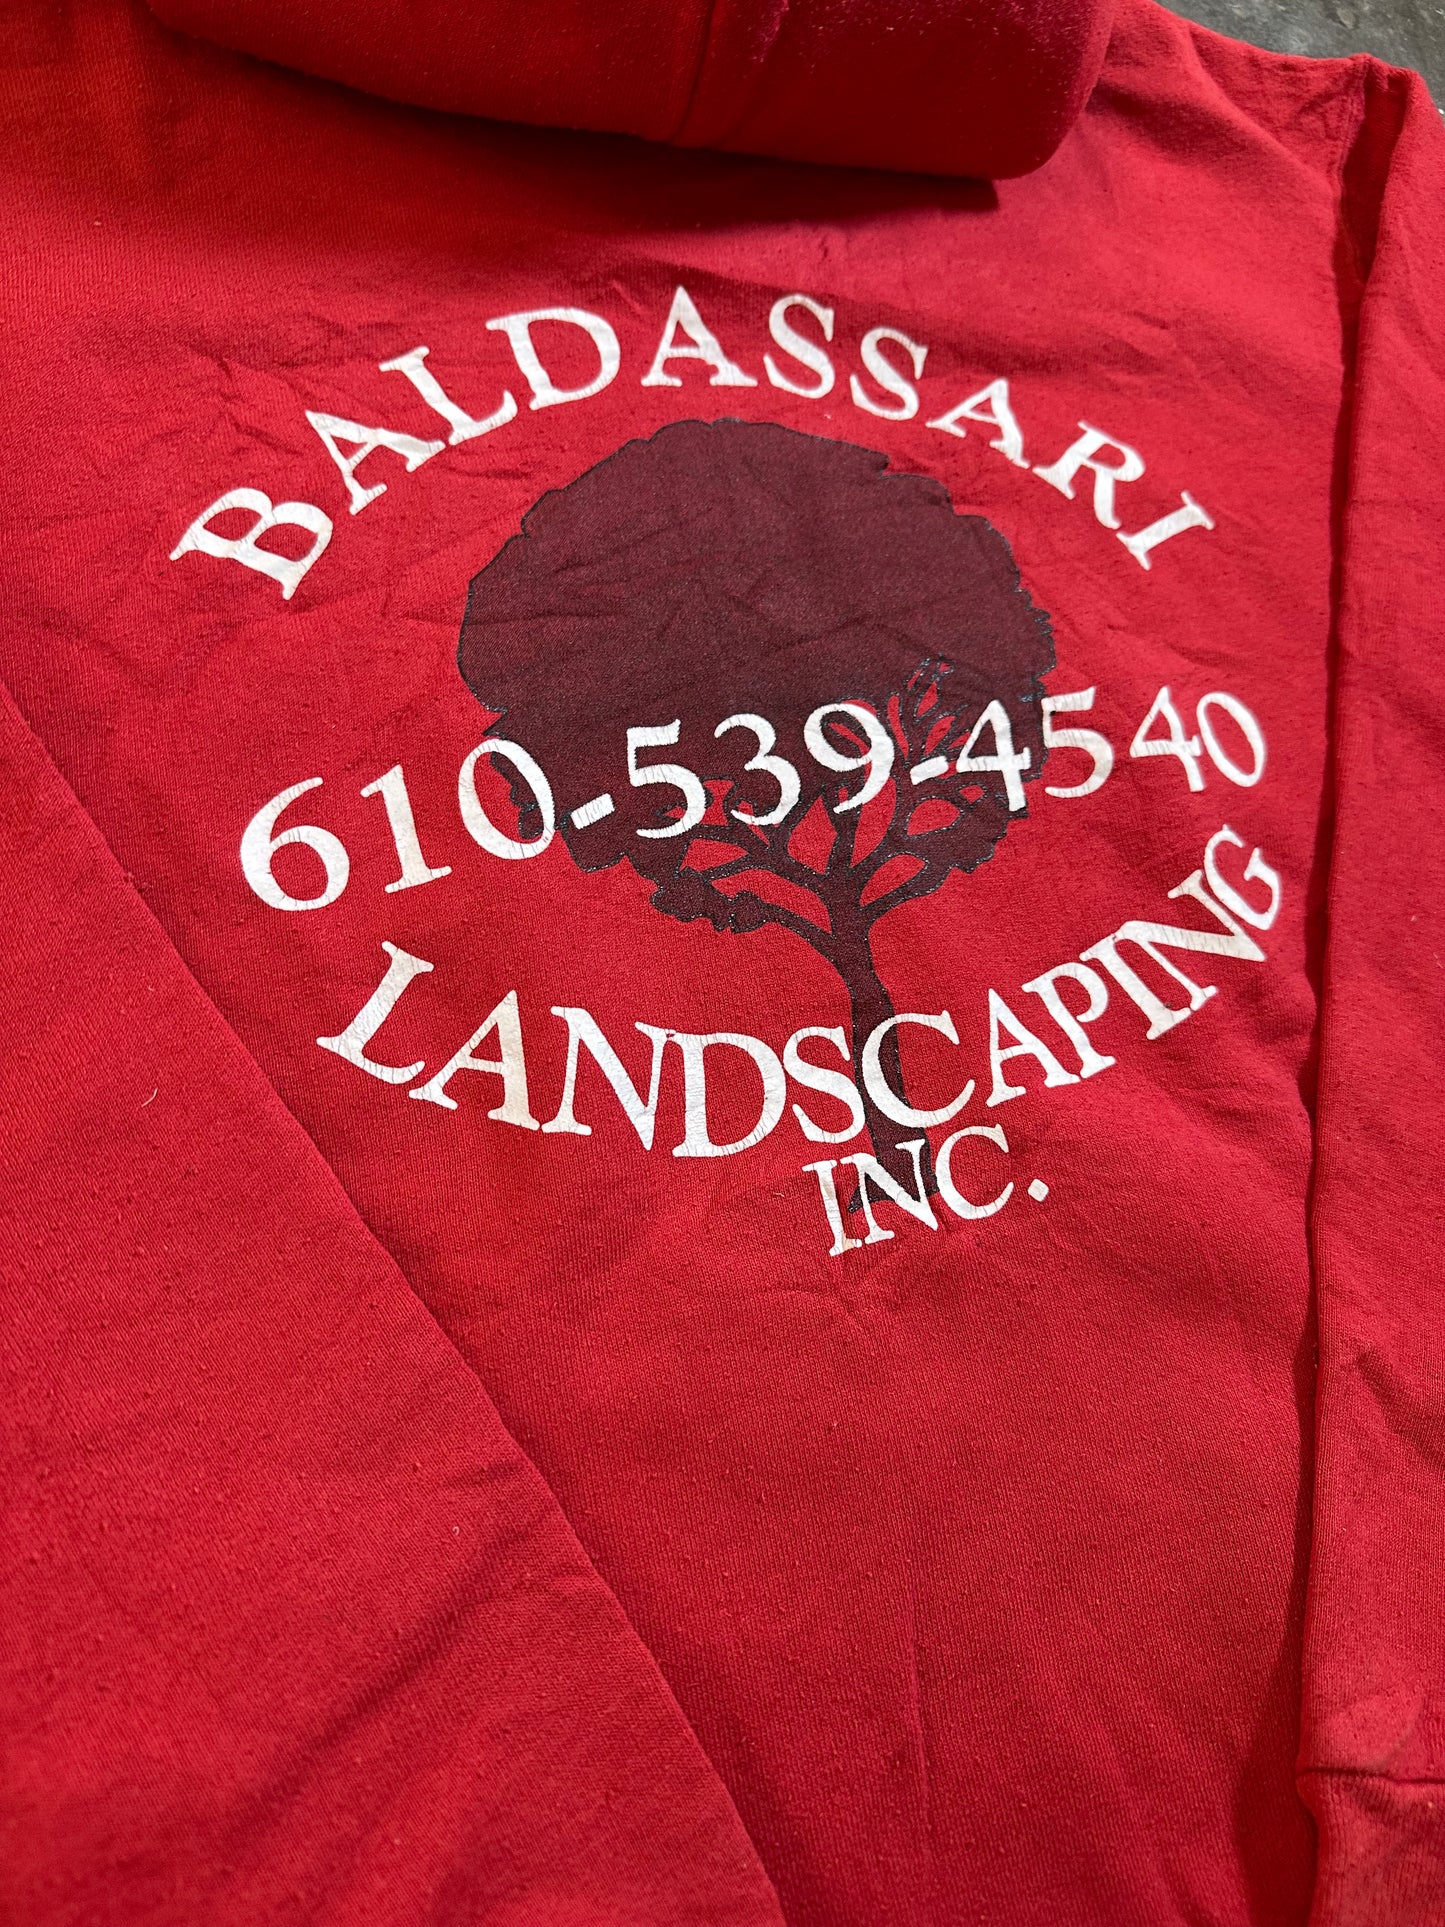 BALDASSARI
610-539-4540
LANDSCAPING
INC.